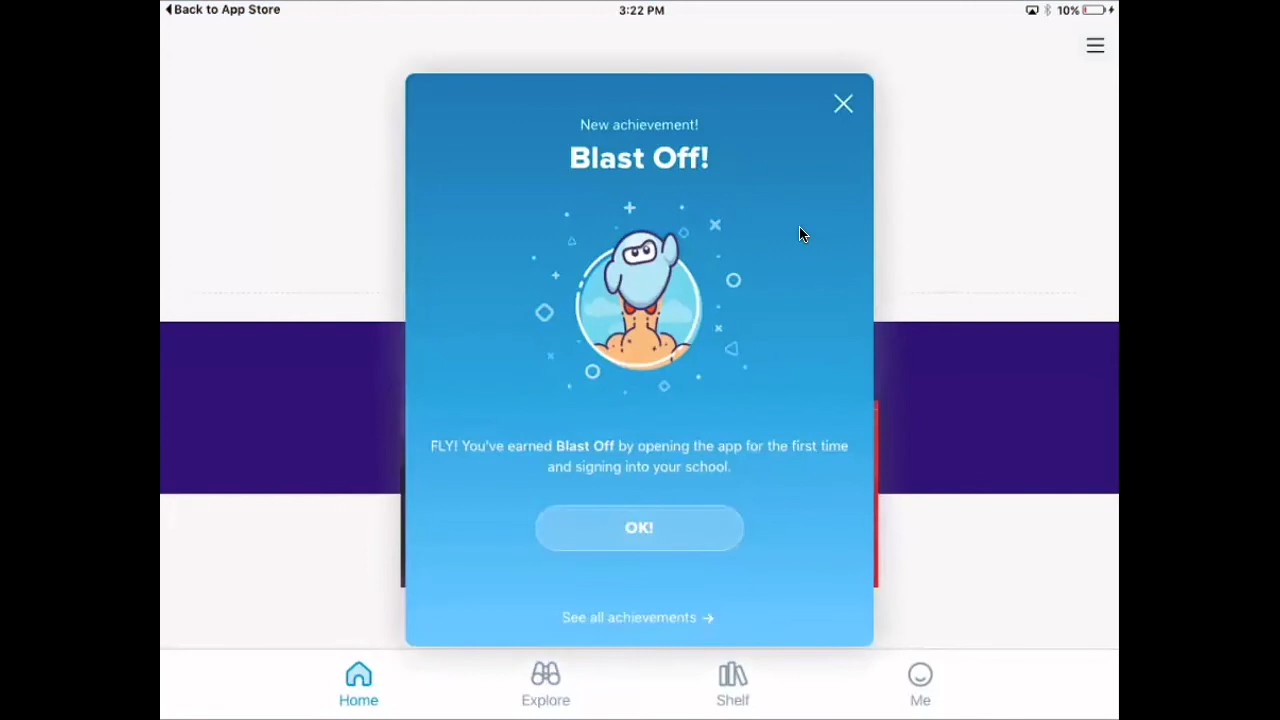 Back to App Store
3:22 PM
10%
New achievement!
Blast Off!
FLY! You've earned Blast Off by opening the app for the first time
and signing into your school.
OK!
See all achievements →
Home
Explore
Shelf
Me